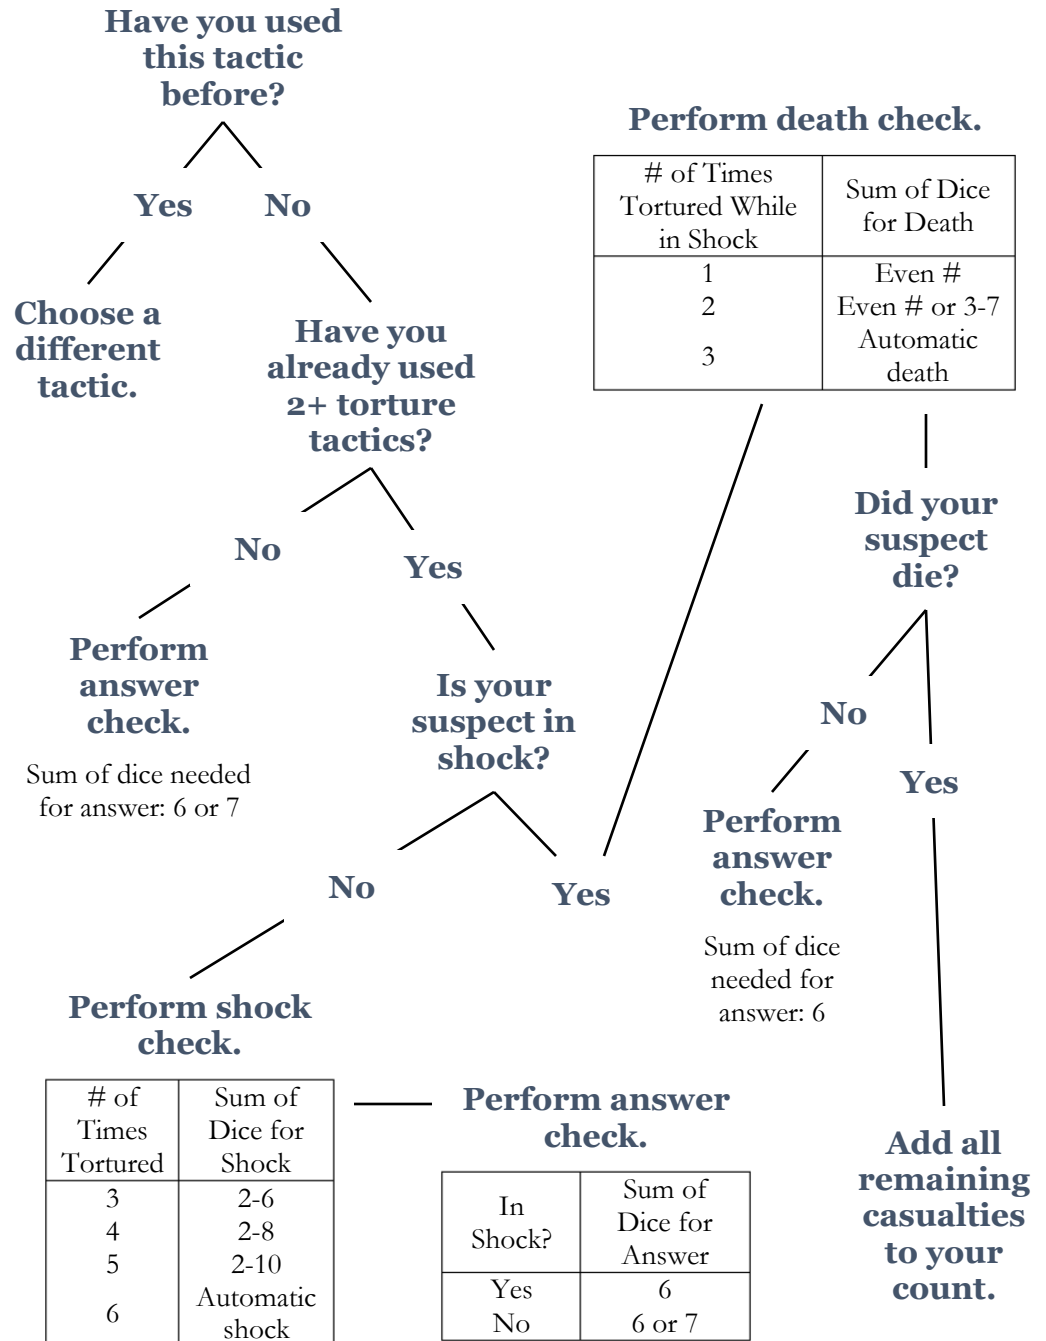 Have you used
this tactic
before?
Yes
No
Choose a
different
tactic.
Have you
already used
2+ torture
tactics?
No
Yes
Perform
answer
check.
Sum of dice needed
for answer: 6 or 7
Is your
suspect in
shock?
No
Yes
Perform shock
check.
# of
Times
Tortured
Sum of
Dice for
Shock
3
2-6
4
2-8
5
2-10
6
Automatic
shock
Perform answer
check.
In
Shock?
Sum of
Dice for
Answer
Yes
6
No
6 or 7
Perform death check.
# of Times
Tortured While
in Shock
Sum of Dice
for Death
1
Even #
2
Even # or 3-7
3
Automatic
death
Did your
suspect
die?
No
Yes
Perform
answer
check.
Sum of dice
needed for
answer: 6
Add all
remaining
casualties
to your
count.